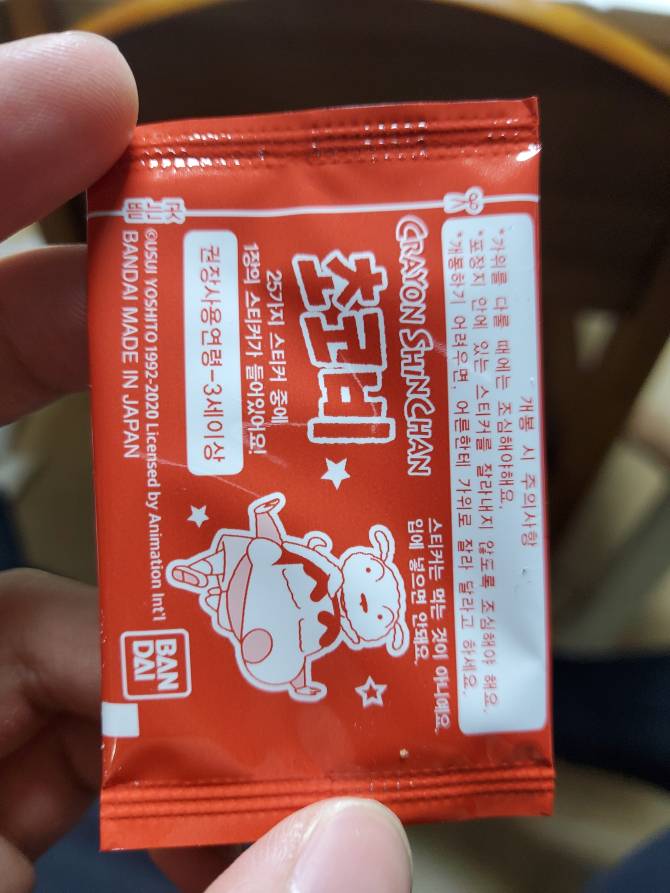 개봉 시 주의사항
*가위를 다룰 때에는 조심해야해요.
*포장지 안에 있는 스티커를 잘라내지 않도록 조심해야 해요.
*개봉하기 어려우면, 어른한테 가위로 잘라 달라고 하세요.
CRAYON SHINCHAN
초코비
스티커는 먹는 것이 아니에요.
입에 넣으면 안돼요.
25가지 스티커 중에
1장의 스티커가 들어있어요!
권장사용연령-3세이상
©USUI YOSHITO 1992-2020 Licensed by Animation Int'l
BANDAI MADE IN JAPAN
BAN
DAI